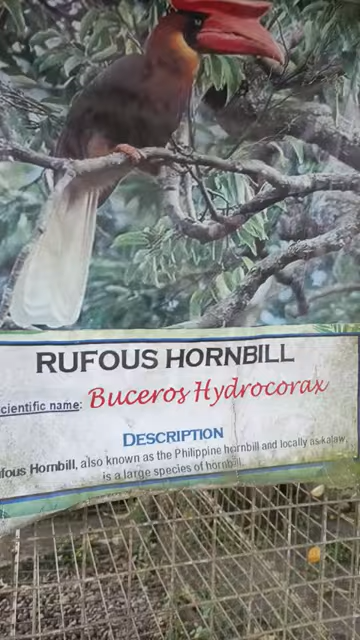 RUFOUS HORNBILL
cientific name: Buceros Hydrocorax
DESCRIPTION
fous Hornbill, also known as the Philippine hornbill and locally as kalaw,
is a large species of hornbill.